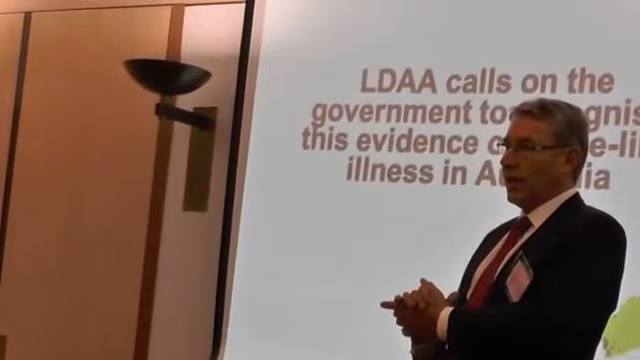 LDAA calls on the
government to
this evidence
illness in